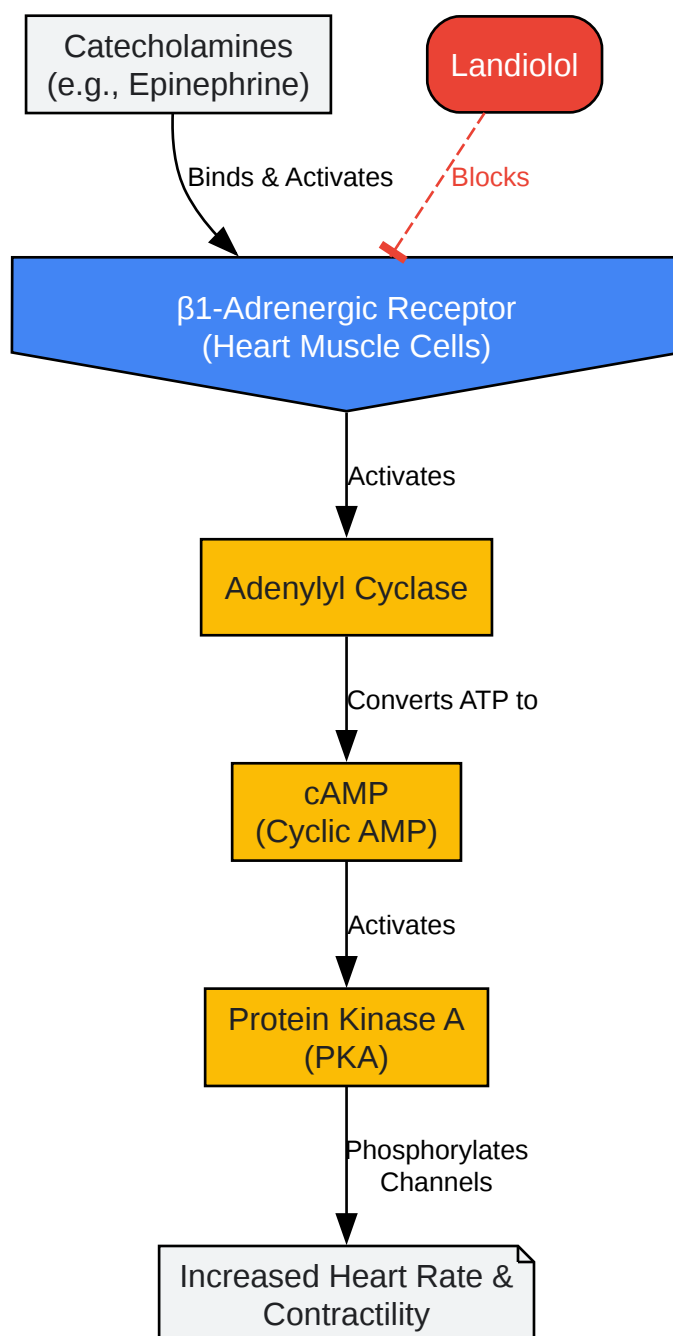 Catecholamines
(e.g., Epinephrine)
Landiolol
Binds & Activates
Blocks
β1-Adrenergic Receptor
(Heart Muscle Cells)
Activates
Adenylyl Cyclase
Converts ATP to
cAMP
(Cyclic AMP)
Activates
Protein Kinase A
(PKA)
Phosphorylates
Channels
Increased Heart Rate &
Contractility